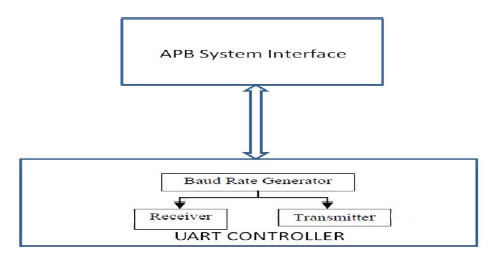 APB System Interface
Baud Rate Generator
Receiver
Transmitter
UART CONTROLLER